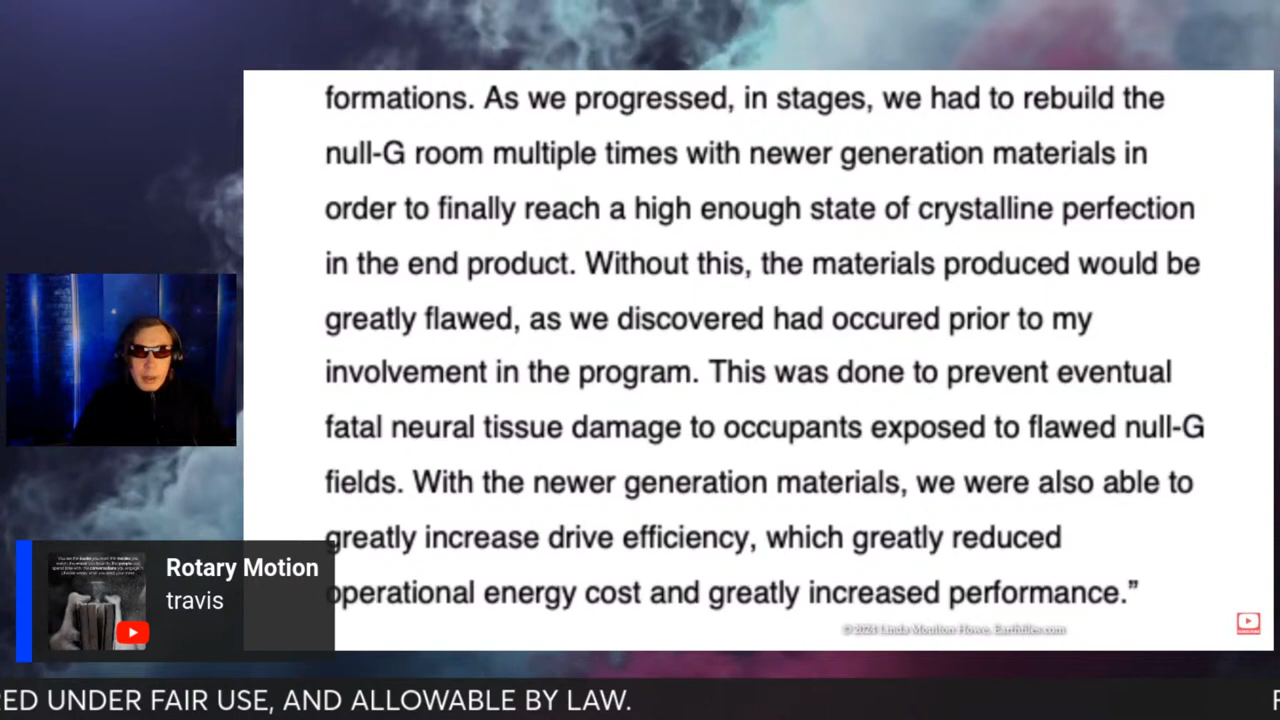 formations. As we progressed, in stages, we had to rebuild the
null-G room multiple times with newer generation materials in
order to finally reach a high enough state of crystalline perfection
in the end product. Without this, the materials produced would be
greatly flawed, as we discovered had occured prior to my
involvement in the program. This was done to prevent eventual
fatal neural tissue damage to occupants exposed to flawed null-G
fields. With the newer generation materials, we were also able to
greatly increase drive efficiency, which greatly reduced
operational energy cost and greatly increased performance.”
© 2024 Linda Moulton Howe, Earthfiles.com
Rotary Motion
travis
RED UNDER FAIR USE, AND ALLOWABLE BY LAW.